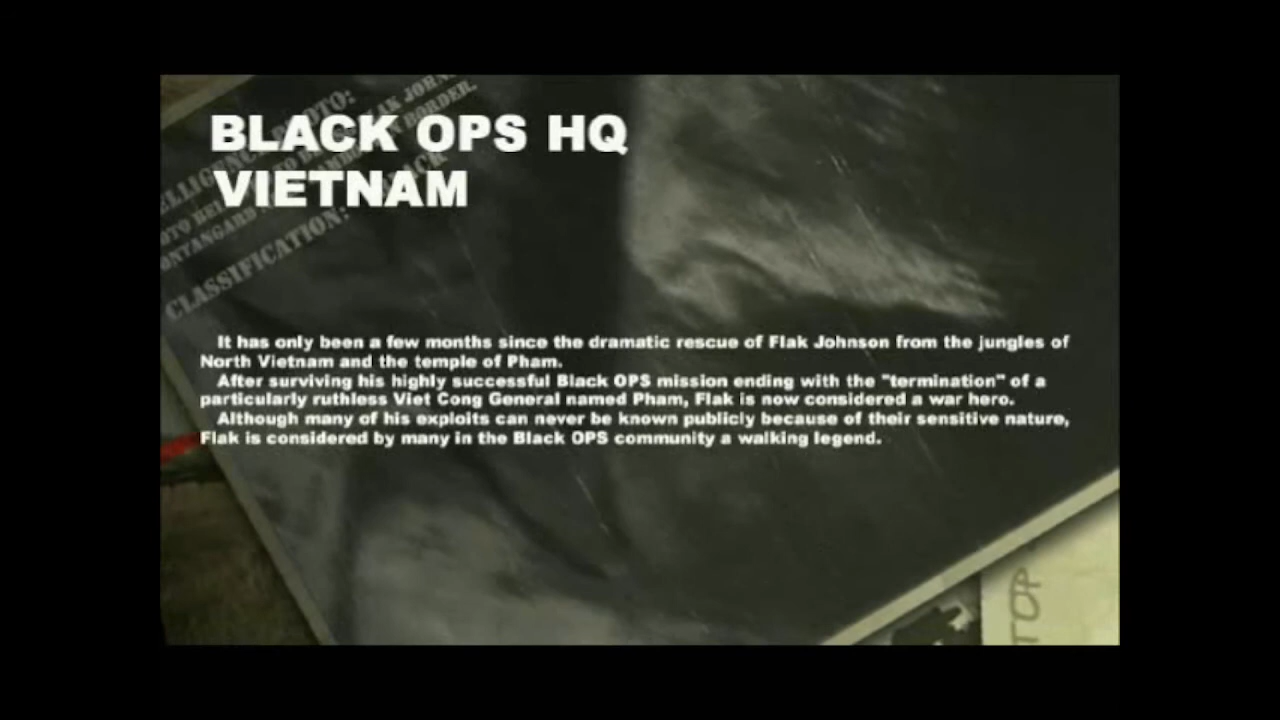 BLACK OPS HQ
VIETNAM
CLASSIFICATION:
It has only been a few months since the dramatic rescue of Flak Johnson from the jungles of
North Vietnam and the temple of Pham.
After surviving his highly successful Black OPS mission ending with the "termination" of a
particularly ruthless Viet Cong General named Pham, Flak is now considered a war hero.
Although many of his exploits can never be known publicly because of their sensitive nature,
Flak is considered by many in the Black OPS community a walking legend.